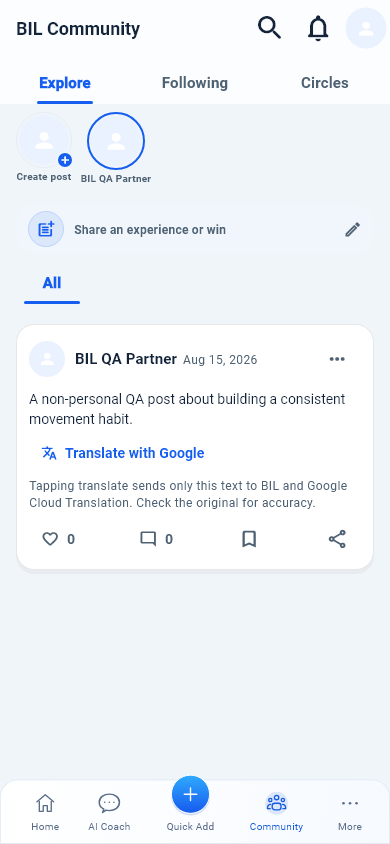 BIL Community
Explore
Following
Circles
Create post
BIL QA Partner
Share an experience or win
All
BIL QA Partner Aug 15, 2026
A non-personal QA post about building a consistent
movement habit.
Translate with Google
Tapping translate sends only this text to BIL and Google
Cloud Translation. Check the original for accuracy.
0
0
Home
AI Coach
Quick Add
Community
More